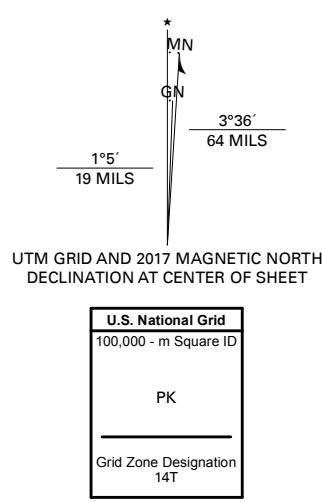 MN
GN
3°36´
64 MILS
1°5´
19 MILS
UTM GRID AND 2017 MAGNETIC NORTH
DECLINATION AT CENTER OF SHEET
U.S. National Grid
100,000 - m Square ID
PK
Grid Zone Designation
14T